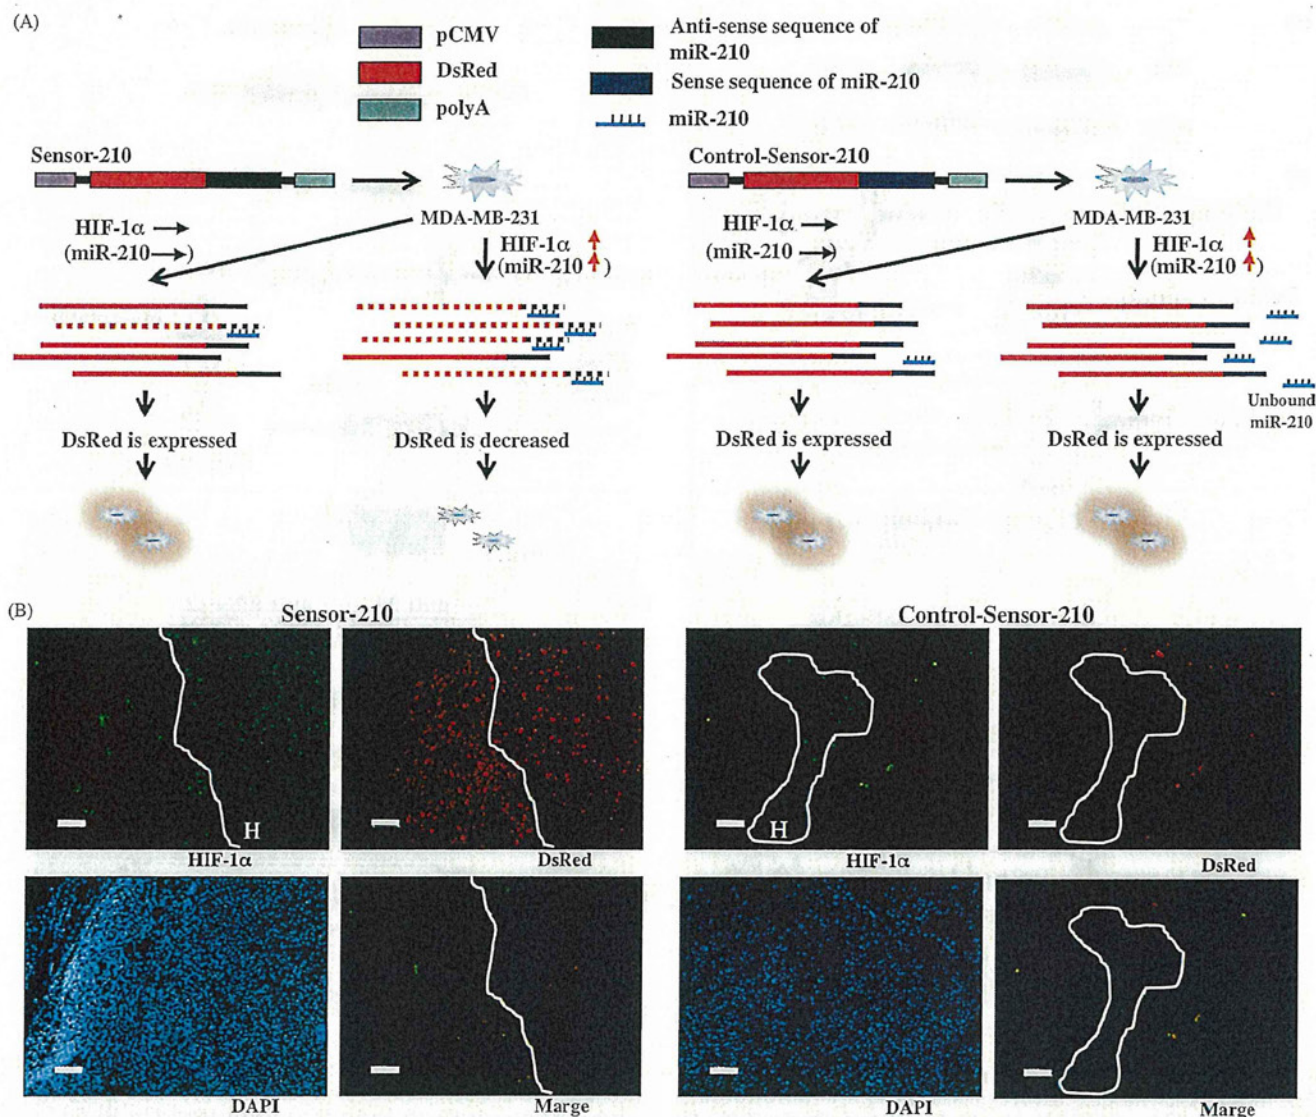 (A)
pCMV
DsRed
polyA
Anti-sense sequence of
miR-210
Sense sequence of miR-210
miR-210
Sensor-210
MDA-MB-231
HIF-1α
(miR-210 )
HIF-1α
(miR-210 )
DsRed is expressed
DsRed is decreased
Control-Sensor-210
MDA-MB-231
HIF-1α
(miR-210 )
HIF-1α
(miR-210 )
Unbound
miR-210
DsRed is expressed
DsRed is expressed
(B)
Sensor-210
H
HIF-1α
DsRed
DAPI
Marge
Control-Sensor-210
H
HIF-1α
DsRed
DAPI
Marge